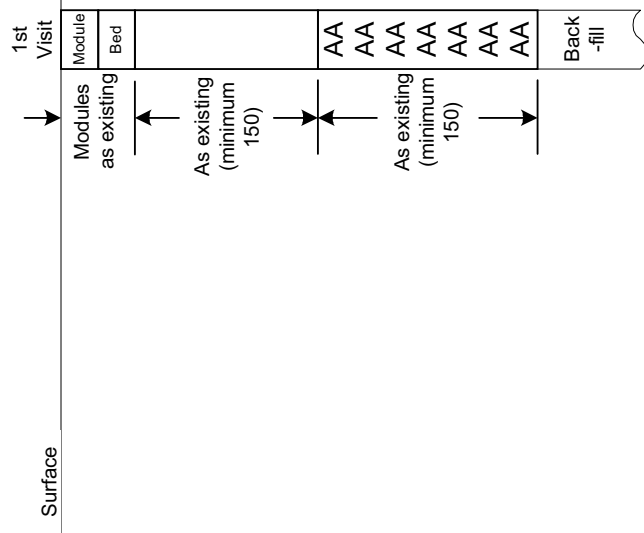 Surface
1st
Visit
Module
Bed
Modules
as existing
As existing
(minimum
150)
As existing
(minimum
150)
AA
AA
AA
AA
AA
AA
AA
Back
-fill